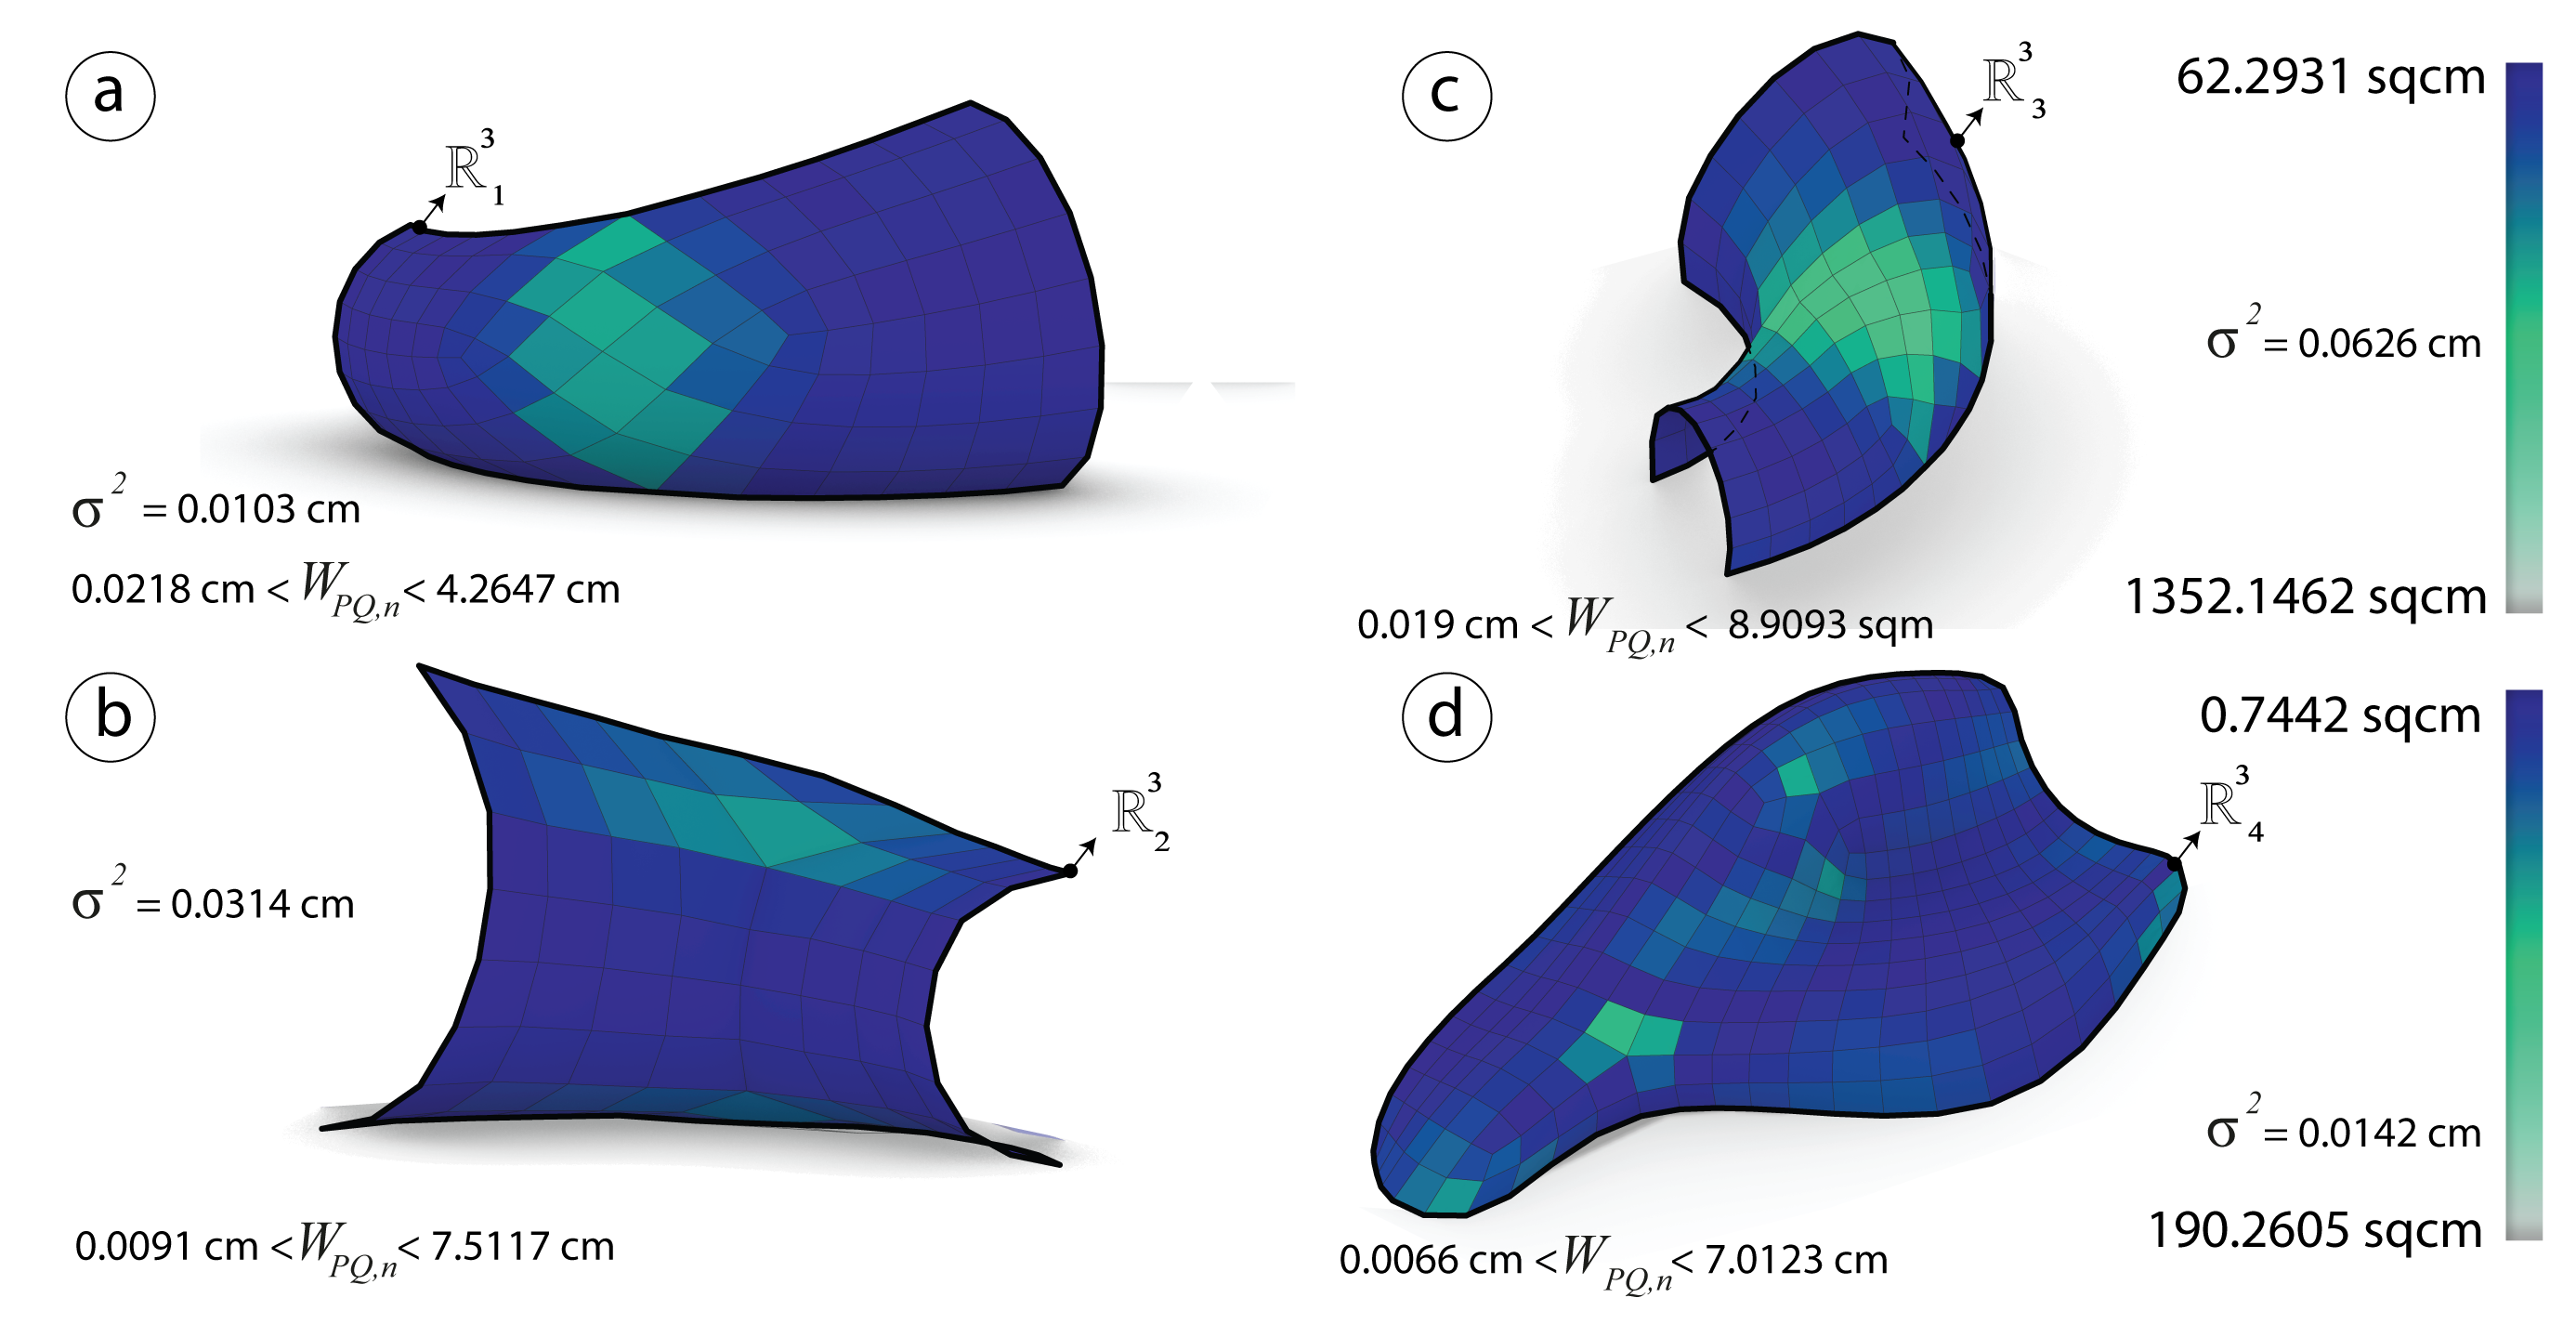 a
ℝ³₁
σ² = 0.0103 cm
0.0218 cm < W_PQ,n < 4.2647 cm
b
ℝ³₂
σ² = 0.0314 cm
0.0091 cm < W_PQ,n < 7.5117 cm
c
ℝ³₃
62.2931 sqcm
σ² = 0.0626 cm
1352.1462 sqcm
0.019 cm < W_PQ,n < 8.9093 sqm
d
0.7442 sqcm
ℝ³₄
σ² = 0.0142 cm
190.2605 sqcm
0.0066 cm < W_PQ,n < 7.0123 cm